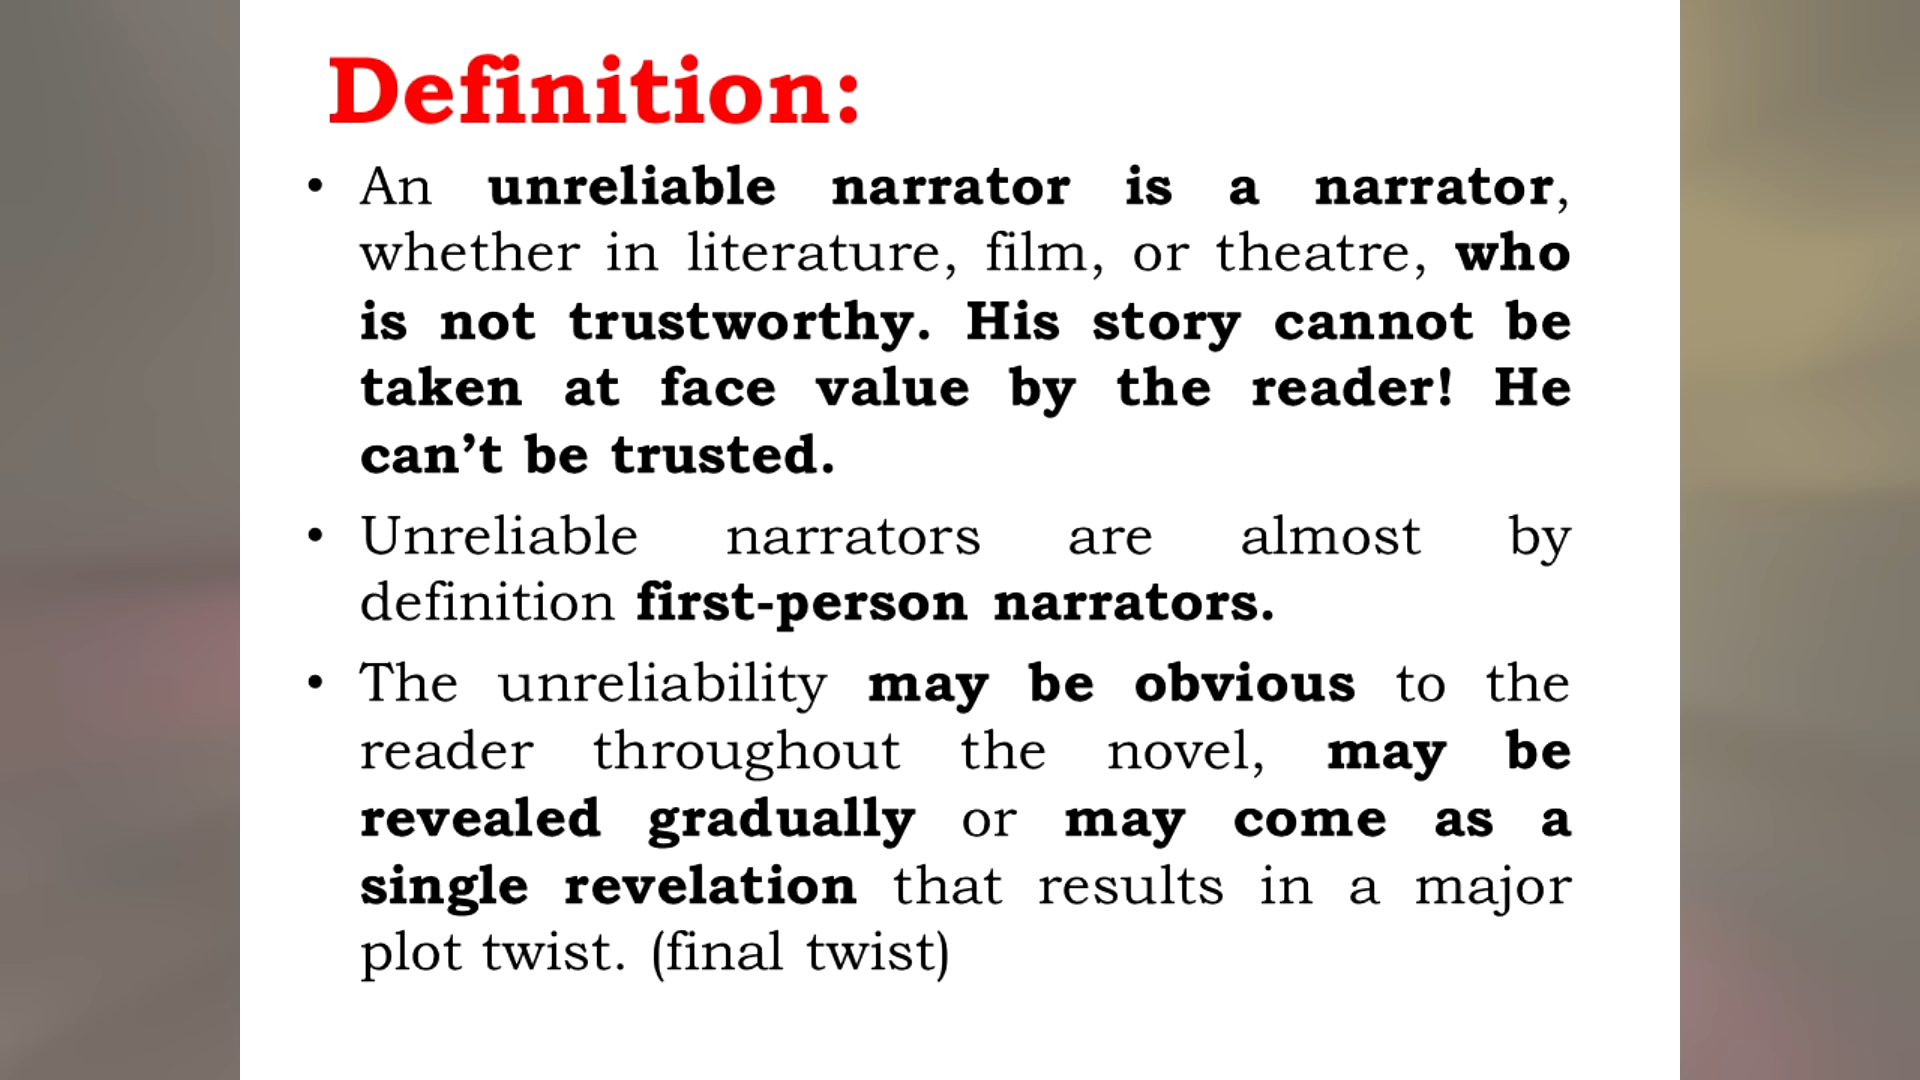 Definition:
• An unreliable narrator is a narrator,
whether in literature, film, or theatre, who
is not trustworthy. His story cannot be
taken at face value by the reader! He
can’t be trusted.
• Unreliable narrators are almost by
definition first-person narrators.
• The unreliability may be obvious to the
reader throughout the novel, may be
revealed gradually or may come as a
single revelation that results in a major
plot twist. (final twist)